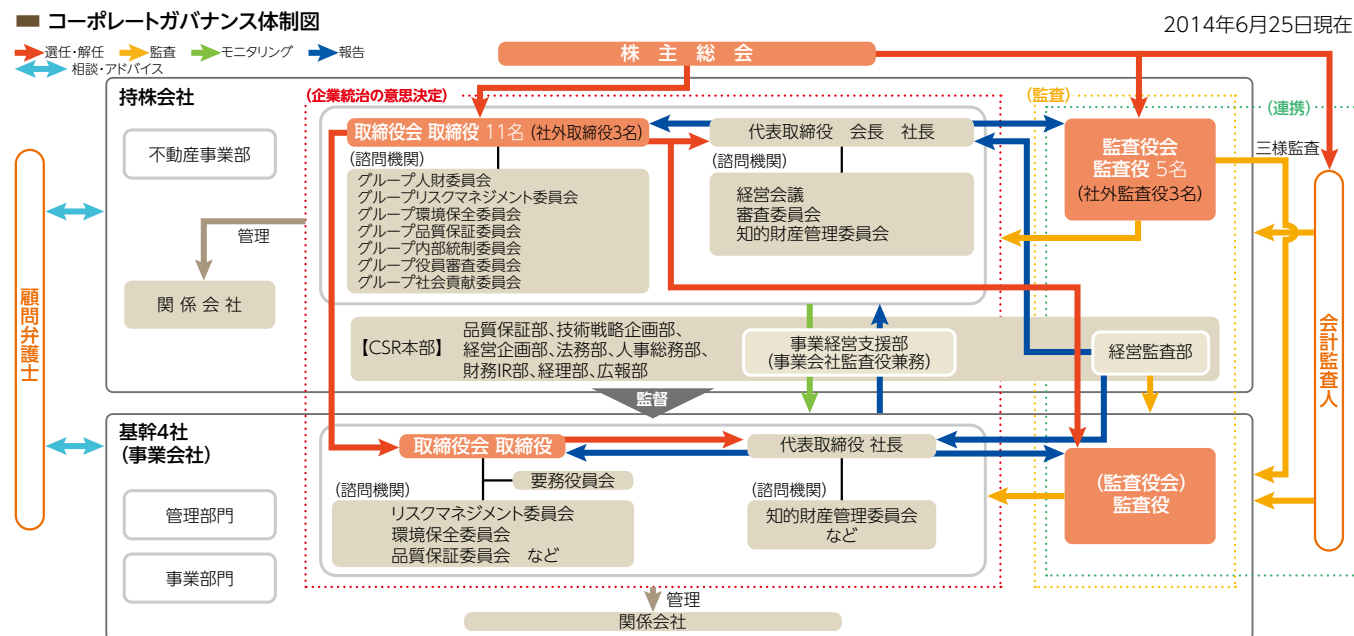 コーポレートガバナンス体制図
2014年6月25日現在
選任・解任 監査 モニタリング 報告
相談・アドバイス
株主総会
持株会社
(企業統治の意思決定)
(監査)
(連携)
三様監査
不動産事業部
取締役会 取締役 11名 (社外取締役3名)
(諮問機関)
グループ人財委員会
グループリスクマネジメント委員会
グループ環境保全委員会
グループ品質保証委員会
グループ内部統制委員会
グループ役員審査委員会
グループ社会貢献委員会
代表取締役 会長 社長
(諮問機関)
経営会議
審査委員会
知的財産管理委員会
監査役会
監査役 5名
(社外監査役3名)
管理
関係会社
顧問弁護士
会計監査人
【CSR本部】
品質保証部、技術戦略企画部、
経営企画部、法務部、人事総務部、
財務IR部、経理部、広報部
事業経営支援部
(事業会社監査役兼務)
経営監査部
監督
基幹4社
(事業会社)
管理部門
事業部門
取締役会 取締役
要務役員会
(諮問機関)
リスクマネジメント委員会
環境保全委員会
品質保証委員会 など
代表取締役 社長
(諮問機関)
知的財産管理委員会
など
(監査役会)
監査役
管理
関係会社